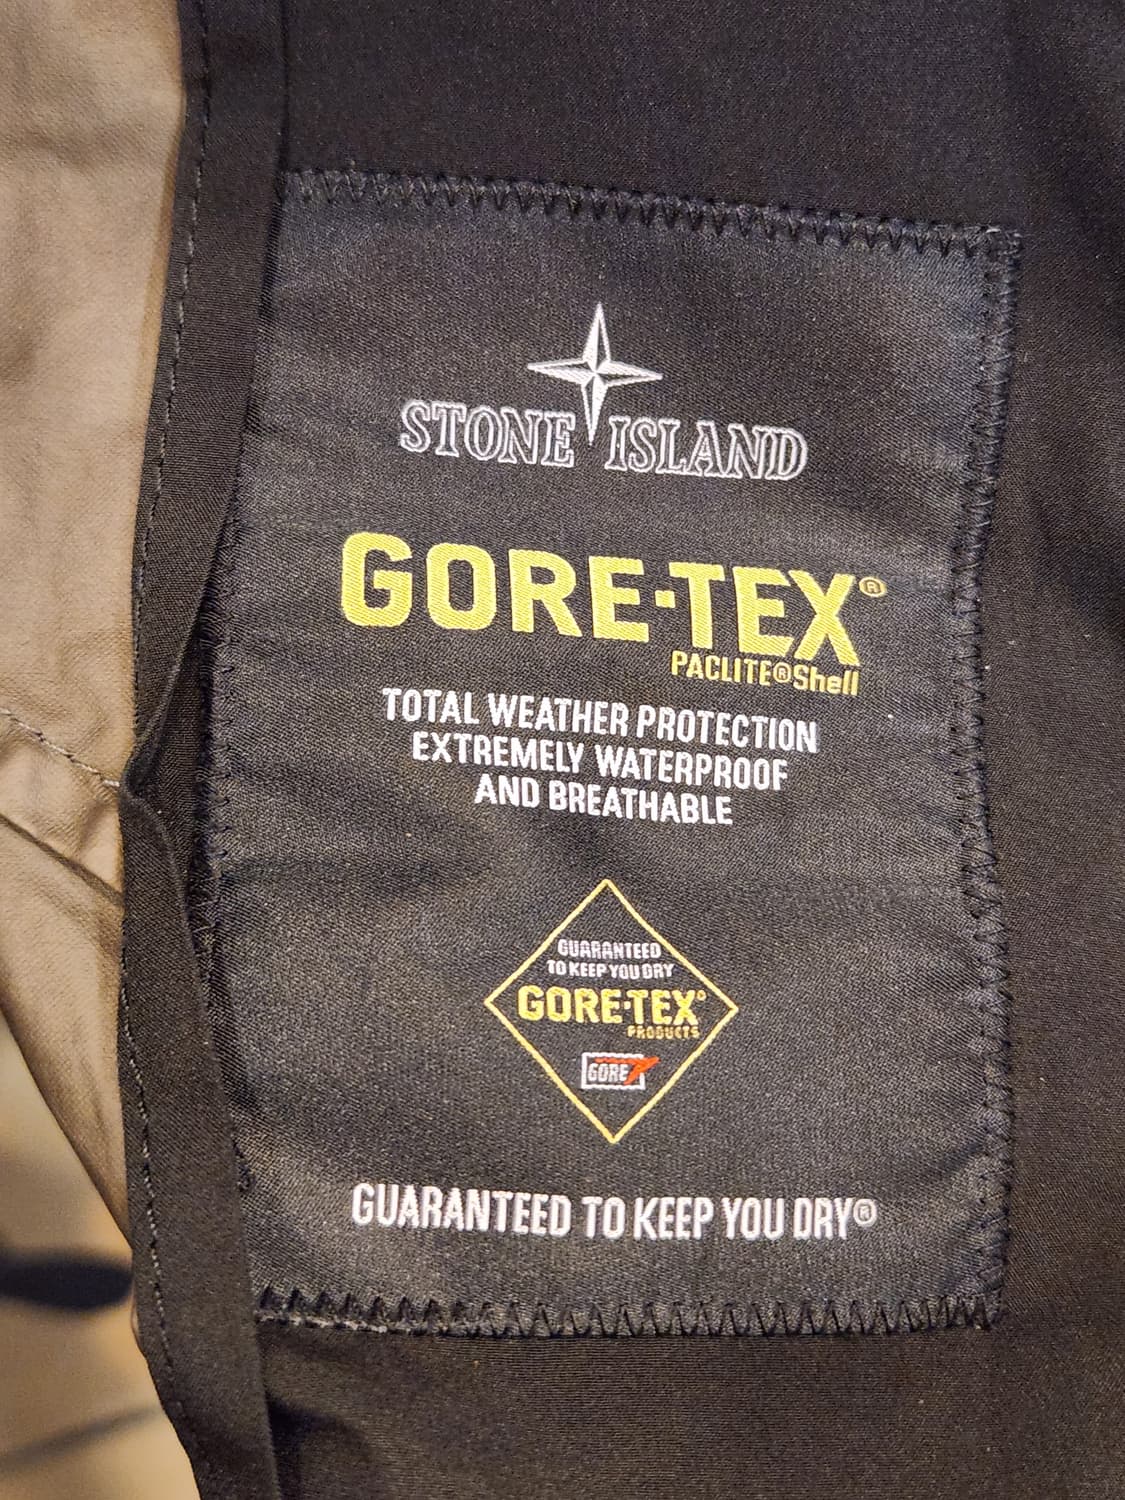 STONE ISLAND
GORE-TEX®
PACLITE®Shell
TOTAL WEATHER PROTECTION
EXTREMELY WATERPROOF
AND BREATHABLE
GUARANTEED
TO KEEP YOU DRY
GORE-TEX®
PRODUCTS
GORE
GUARANTEED TO KEEP YOU DRY®